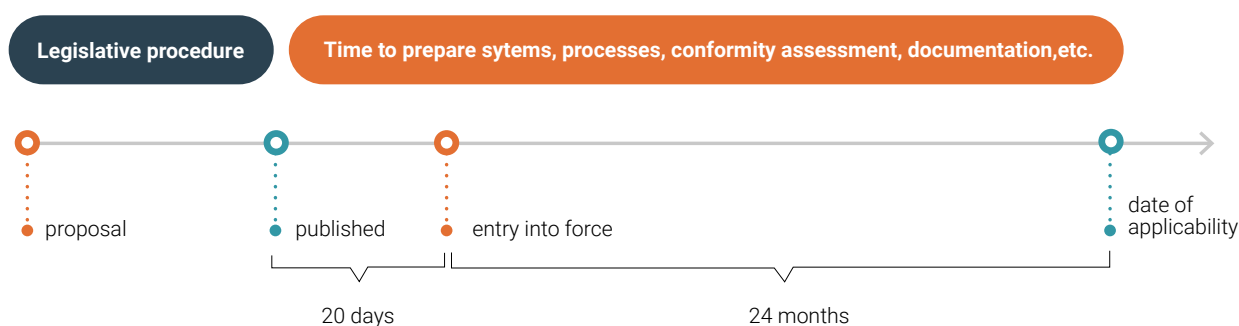 Legislative procedure
Time to prepare sytems, processes, conformity assessment, documentation,etc.
proposal
published
entry into force
date of
applicability
20 days
24 months